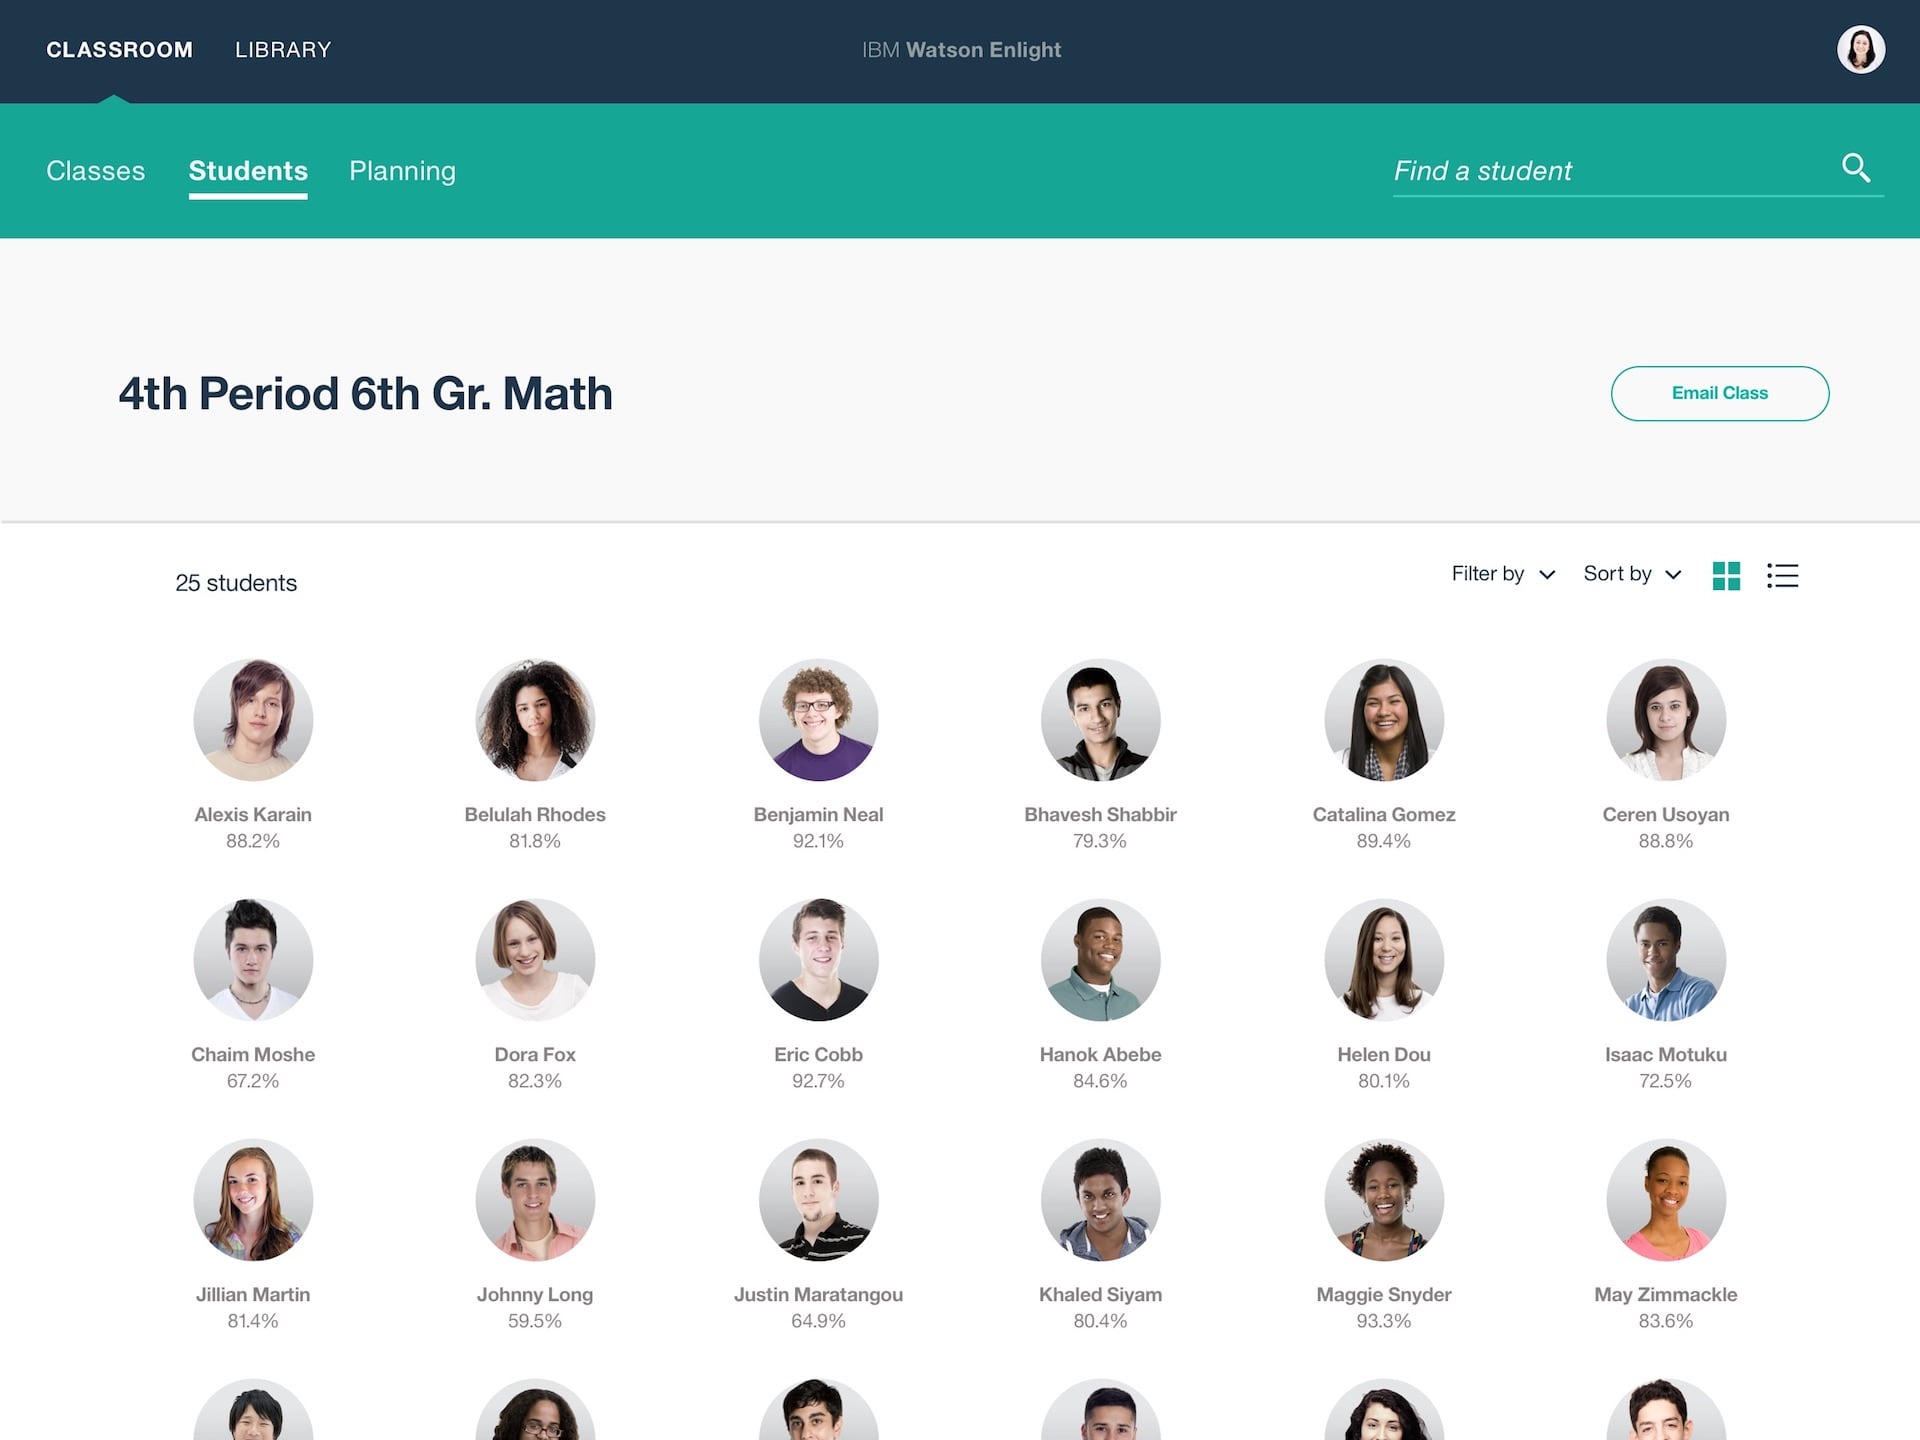 CLASSROOM LIBRARY IBM Watson Enlight
Classes Students Planning Find a student
4th Period 6th Gr. Math Email Class
25 students Filter by Sort by
Alexis Karain Belulah Rhodes Benjamin Neal Bhavesh Shabbir Catalina Gomez Ceren Usoyan
88.2% 81.8% 92.1% 79.3% 89.4% 88.8%
Chaim Moshe Dora Fox Eric Cobb Hanok Abebe Helen Dou Isaac Motuku
67.2% 82.3% 92.7% 84.6% 80.1% 72.5%
Jillian Martin Johnny Long Justin Maratangou Khaled Siyam Maggie Snyder May Zimmackle
81.4% 59.5% 64.9% 80.4% 93.3% 83.6%